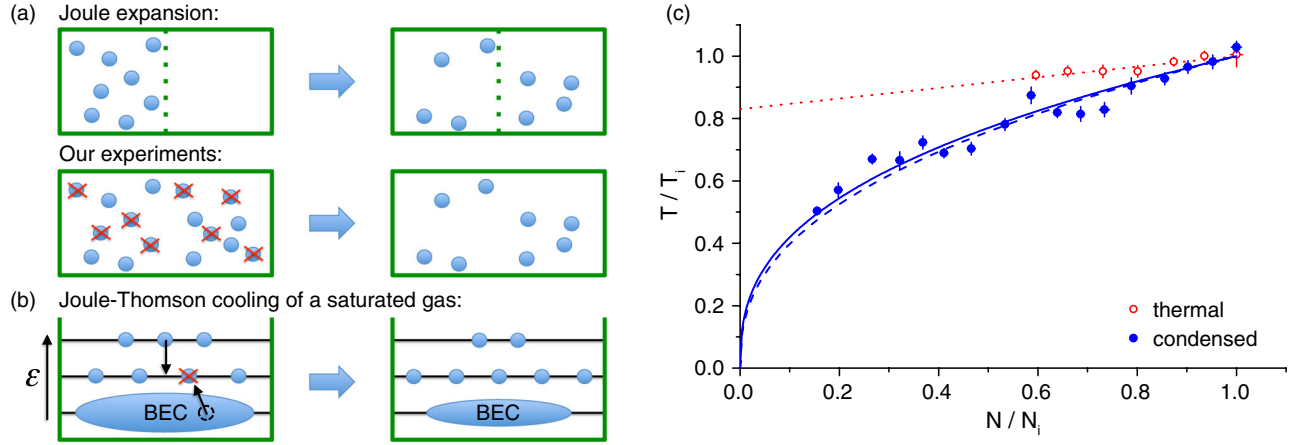 (a)
Joule expansion:
Our experiments:
(b)
Joule-Thomson cooling of a saturated gas:
ε
BEC
BEC
(c)
T / Tᵢ
1.0
0.8
0.6
0.4
0.2
0.0
thermal
condensed
0.0 0.2 0.4 0.6 0.8 1.0
N / Nᵢ